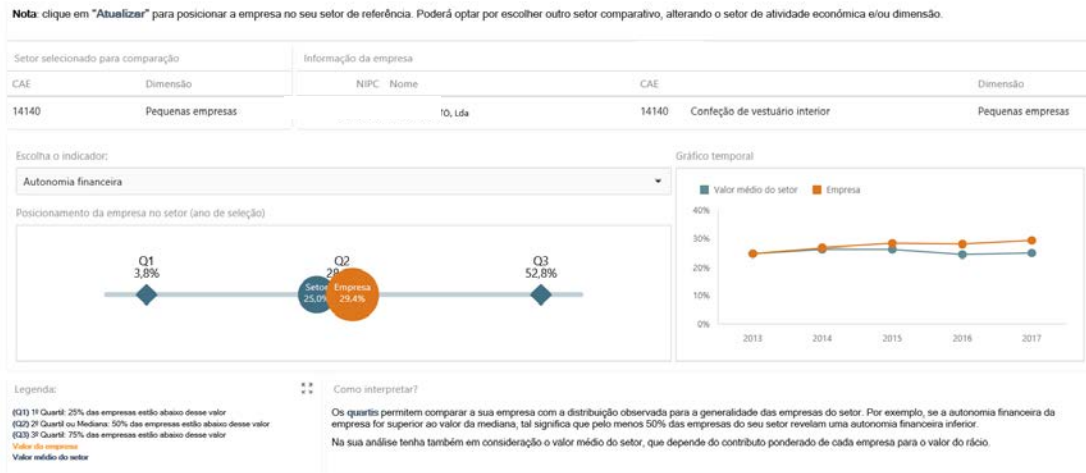 Nota: clique em "Atualizar" para posicionar a empresa no seu setor de referência. Poderá optar por escolher outro setor comparativo, alterando o setor de atividade económica e/ou dimensão.
Setor selecionado para comparação
Informação da empresa
CAE Dimensão NIPC Nome CAE Dimensão
14140 Pequenas empresas TO, Lda 14140 Confeção de vestuário interior Pequenas empresas
Escolha o indicador:
Autonomia financeira
Posicionamento da empresa no setor (ano de seleção)
Q1 Q2 Q3
3,8% 28 52,8%
Setor Empresa
25,0% 29,4%
Gráfico temporal
Valor médio do setor Empresa
40%
30%
20%
10%
0%
2013 2014 2015 2016 2017
Legenda:
(Q1) 1º Quartil: 25% das empresas estão abaixo desse valor
(Q2) 2º Quartil ou Mediana: 50% das empresas estão abaixo desse valor
(Q3) 3º Quartil: 75% das empresas estão abaixo desse valor
Valor da empresa
Valor médio do setor
Como interpretar?
Os quartis permitem comparar a sua empresa com a distribuição observada para a generalidade das empresas do setor. Por exemplo, se a autonomia financeira da
empresa for superior ao valor da mediana, tal significa que pelo menos 50% das empresas do seu setor revelam uma autonomia financeira inferior.
Na sua análise tenha também em consideração o valor médio do setor, que depende do contributo ponderado de cada empresa para o valor do rácio.